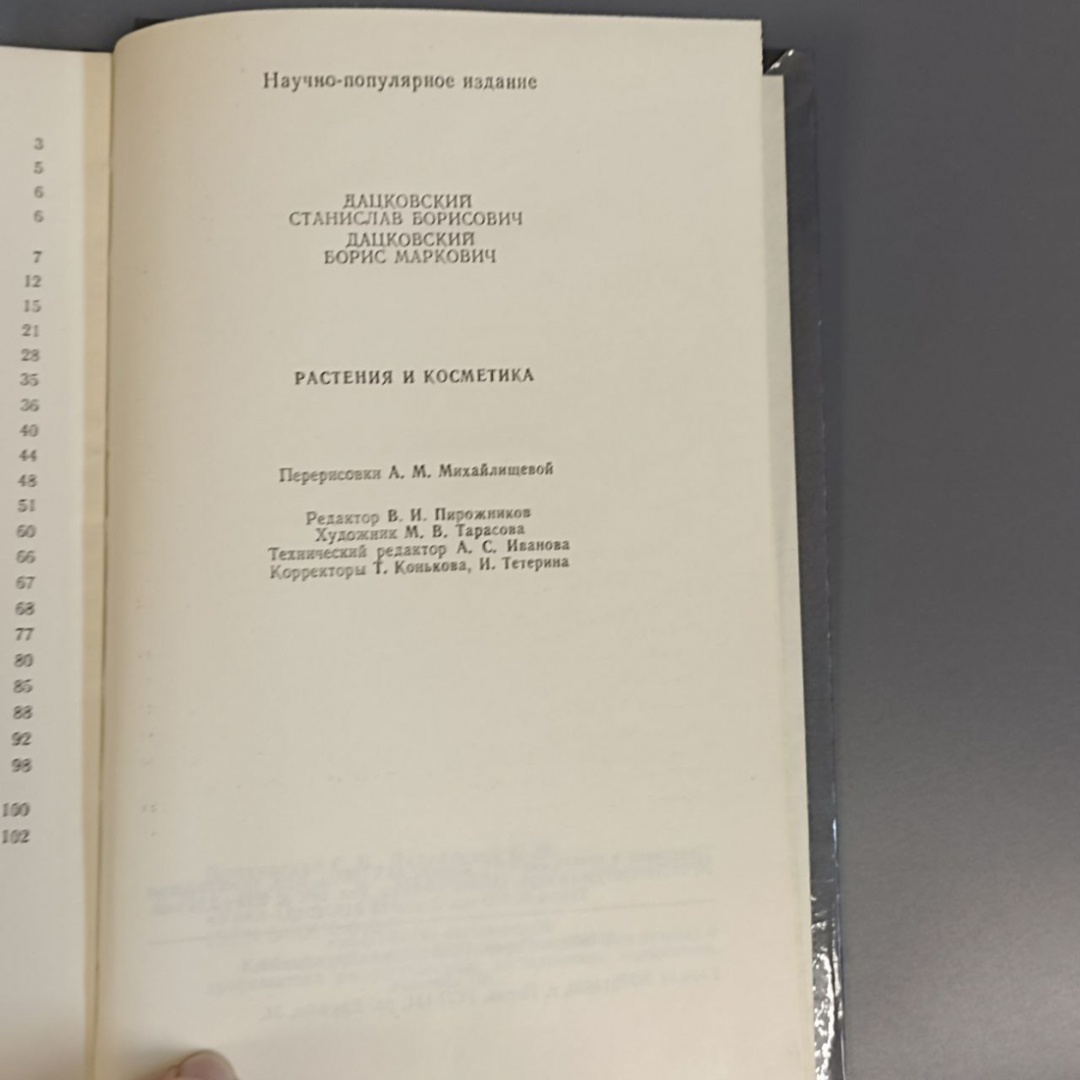 3
5
6
6
7
12
15
21
28
35
36
40
44
48
51
60
66
67
68
77
80
85
88
92
98
100
102
Научно-популярное издание
ДАЦКОВСКИЙ
СТАНИСЛАВ БОРИСОВИЧ
ДАЦКОВСКИЙ
БОРИС МАРКОВИЧ
РАСТЕНИЯ И КОСМЕТИКА
Перерисовки А. М. Михайлищевой
Редактор В. И. Пирожников
Художник М. В. Тарасова
Технический редактор А. С. Иванова
Корректоры Т. Конькова, И. Тетерина